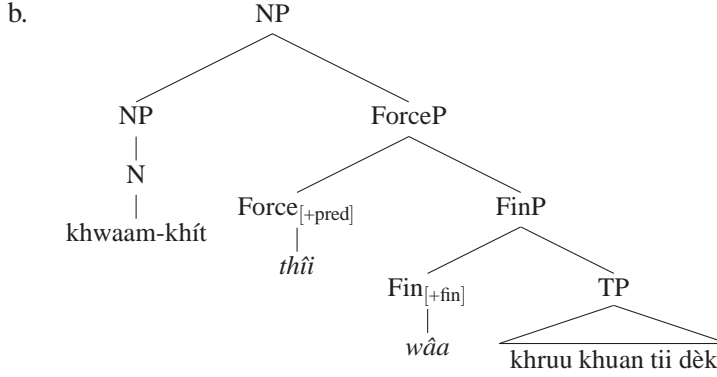 b. NP
NP ForceP
N Force[+pred] FinP
khwaam-khít thîi Fin[+fin] TP
wâa khruu khuan tii dèk